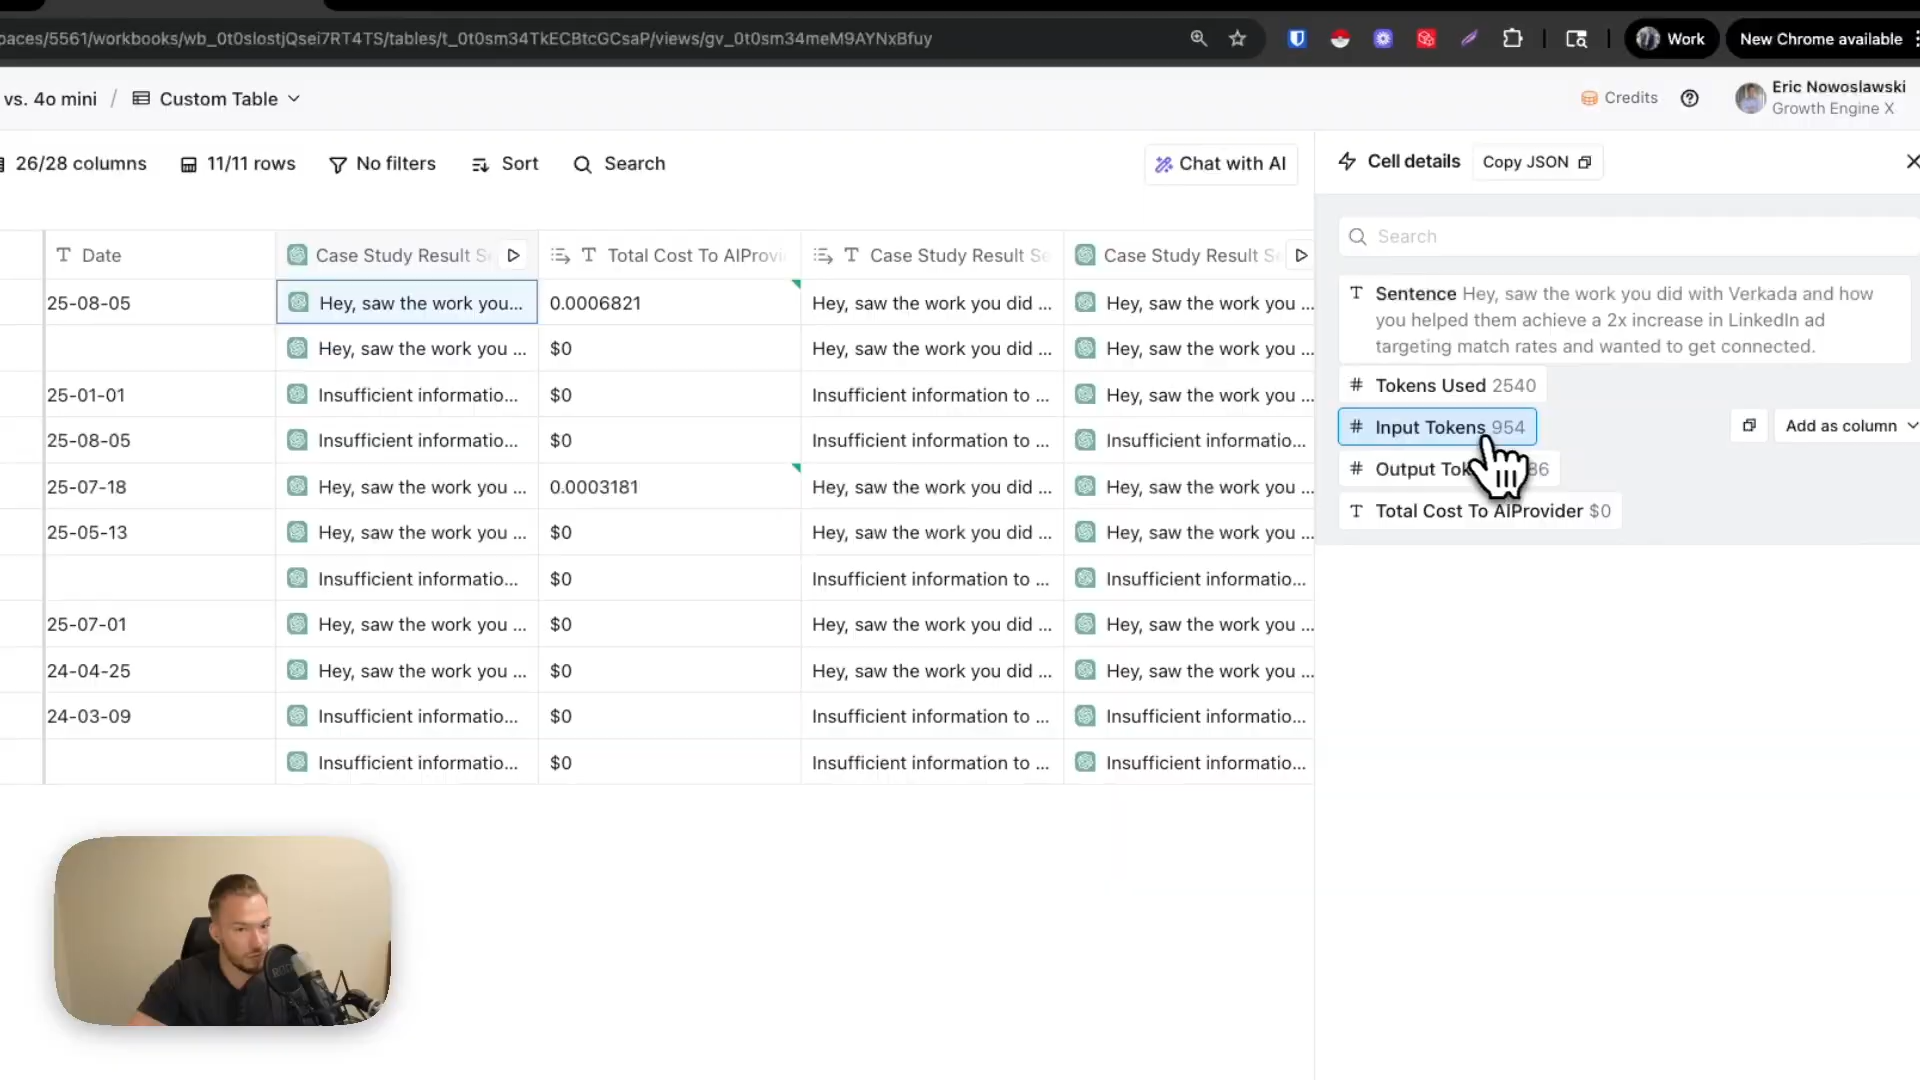 paces/5561/workbooks/wb_0t0slostjQsei7RT4TS/tables/t_0t0sm34TkECBtcGCsaP/views/gv_0t0sm34meM9AYNxBfuy
Work
New Chrome available
vs. 4o mini / Custom Table
Credits
Eric Nowoslawski
Growth Engine X
26/28 columns
11/11 rows
No filters
Sort
Search
Chat with AI
Cell details
Copy JSON
Search
Date
Case Study Result S
Total Cost To AIProvi
Case Study Result Se
Case Study Result S
25-08-05 Hey, saw the work you... 0.0006821 Hey, saw the work you did ... Hey, saw the work you ...
Hey, saw the work you ... $0 Hey, saw the work you did ... Hey, saw the work you ...
25-01-01 Insufficient informatio... $0 Insufficient information to ... Hey, saw the work you ...
25-08-05 Insufficient informatio... $0 Insufficient information to ... Insufficient informatio...
25-07-18 Hey, saw the work you ... 0.0003181 Hey, saw the work you did ... Hey, saw the work you ...
25-05-13 Hey, saw the work you ... $0 Hey, saw the work you did ... Hey, saw the work you ...
Insufficient informatio... $0 Insufficient information to ... Insufficient informatio...
25-07-01 Hey, saw the work you ... $0 Hey, saw the work you did ... Hey, saw the work you ...
24-04-25 Hey, saw the work you ... $0 Hey, saw the work you did ... Hey, saw the work you ...
24-03-09 Insufficient informatio... $0 Insufficient information to ... Insufficient informatio...
Insufficient informatio... $0 Insufficient information to ... Insufficient informatio...
Sentence Hey, saw the work you did with Verkada and how
you helped them achieve a 2x increase in LinkedIn ad
targeting match rates and wanted to get connected.
# Tokens Used 2540
# Input Tokens 954
Add as column
# Output Tok 86
Total Cost To AIProvider $0